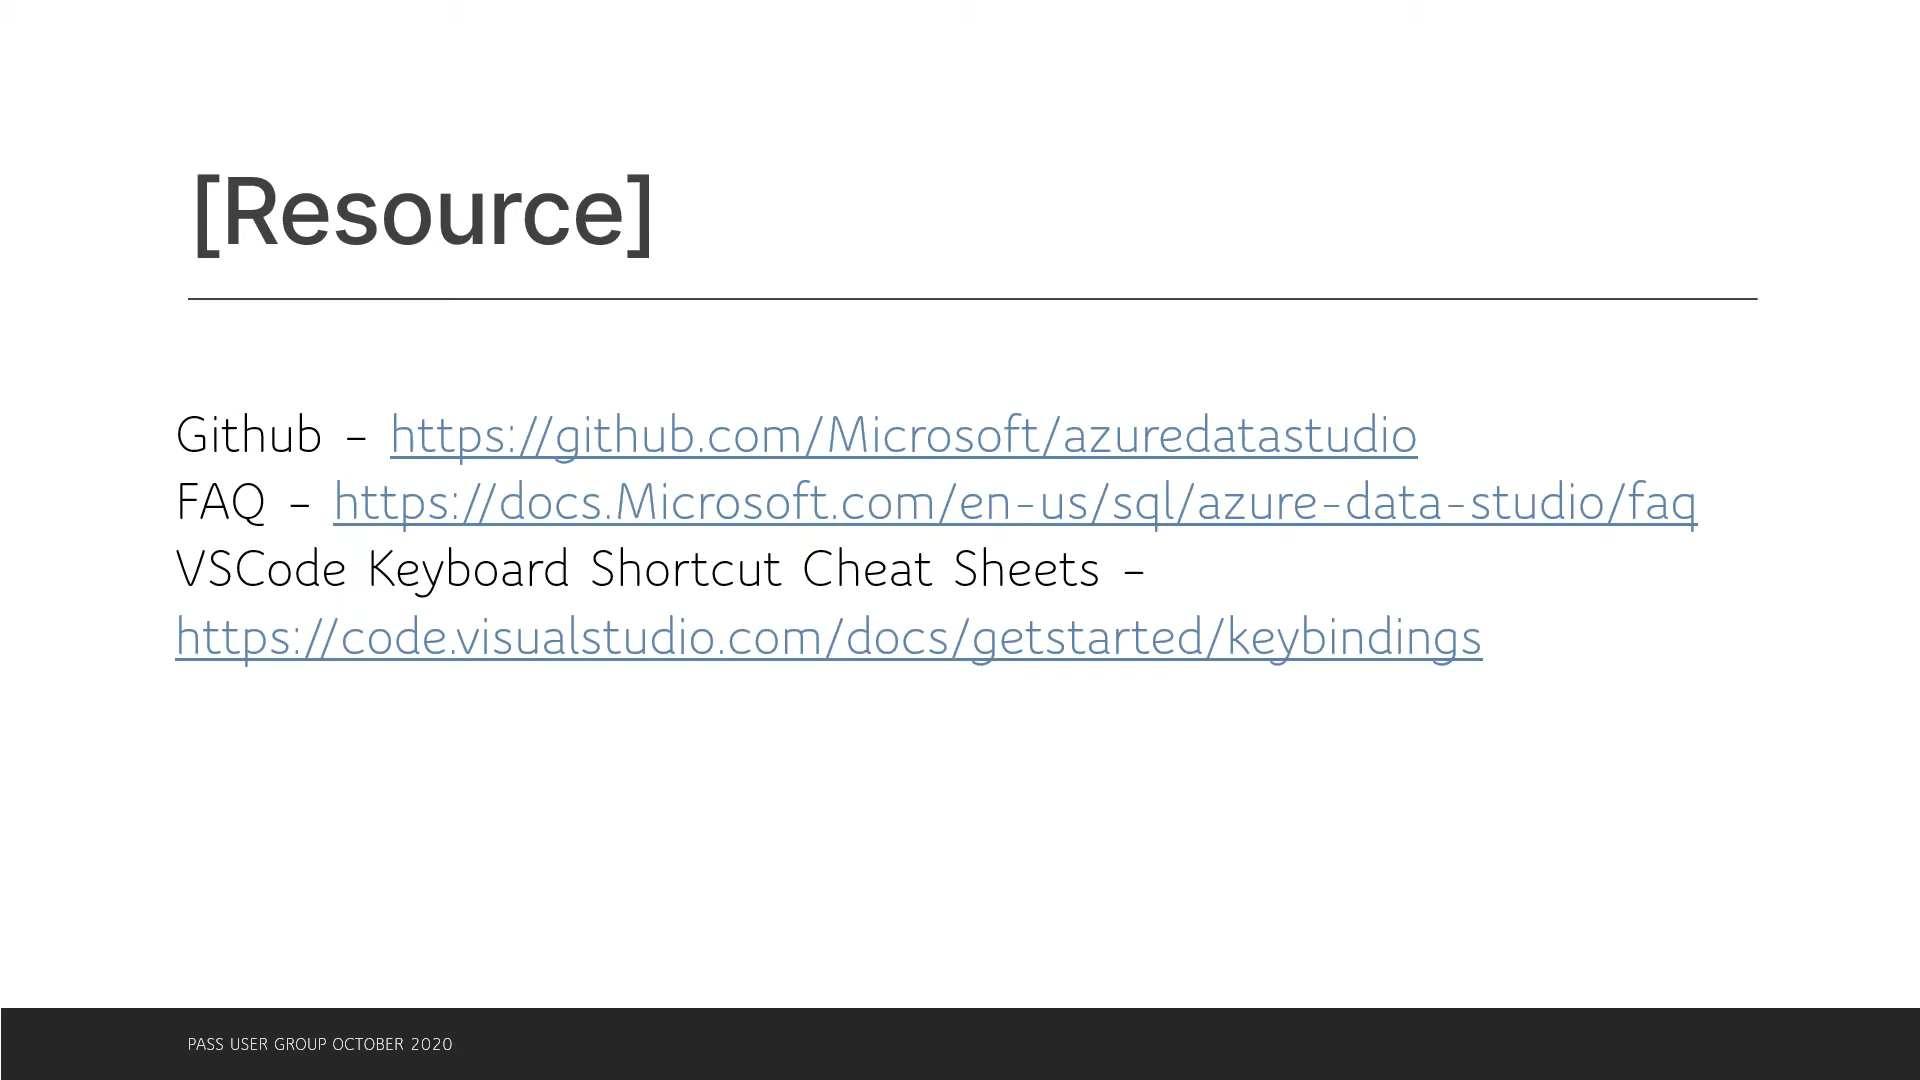 [Resource]
Github – https://github.com/Microsoft/azuredatastudio
FAQ – https://docs.Microsoft.com/en-us/sql/azure-data-studio/faq
VSCode Keyboard Shortcut Cheat Sheets –
https://code.visualstudio.com/docs/getstarted/keybindings
PASS USER GROUP OCTOBER 2020